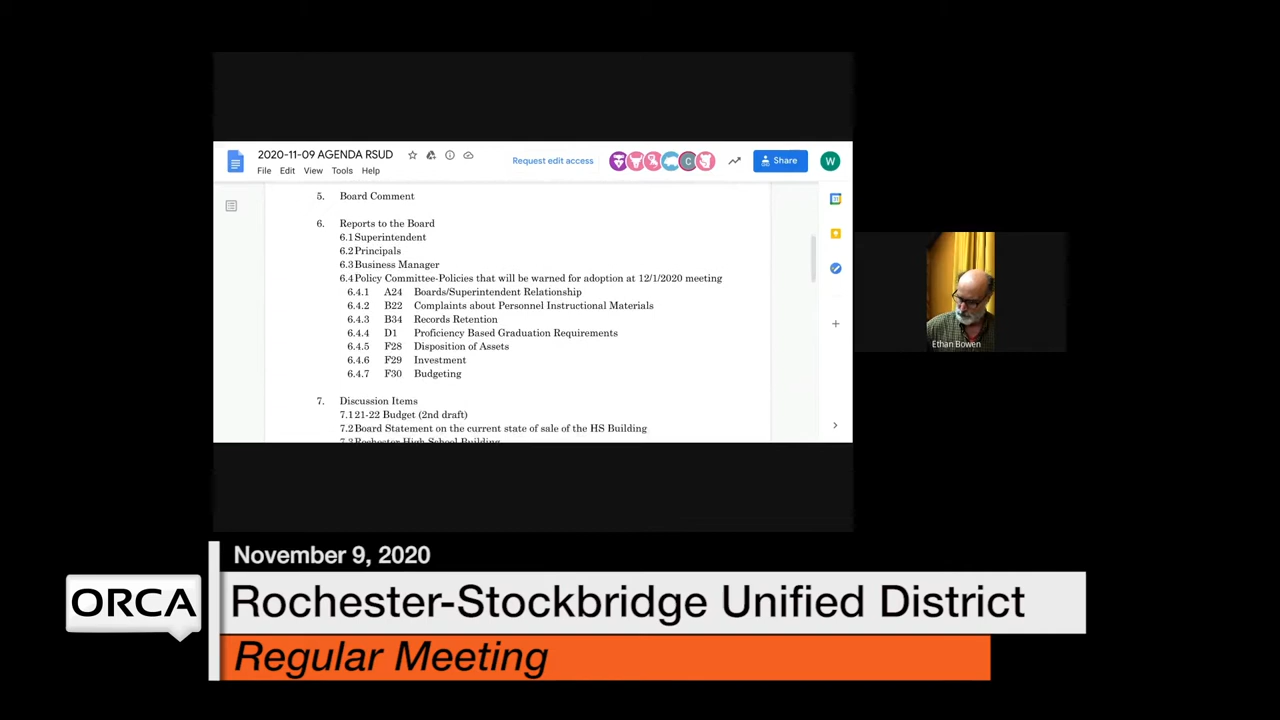 2020-11-09 AGENDA RSUD
File Edit View Tools Help
Request edit access
C
Share
W
5. Board Comment
6. Reports to the Board
6.1 Superintendent
6.2 Principals
6.3 Business Manager
6.4 Policy Committee-Policies that will be warned for adoption at 12/1/2020 meeting
6.4.1 A24 Boards/Superintendent Relationship
6.4.2 B22 Complaints about Personnel Instructional Materials
6.4.3 B34 Records Retention
6.4.4 D1 Proficiency Based Graduation Requirements
6.4.5 F28 Disposition of Assets
6.4.6 F29 Investment
6.4.7 F30 Budgeting
7. Discussion Items
7.1 21-22 Budget (2nd draft)
7.2 Board Statement on the current state of sale of the HS Building
7.3 Rochester High School Building
Ethan Bowen
November 9, 2020
ORCA
Rochester-Stockbridge Unified District
Regular Meeting